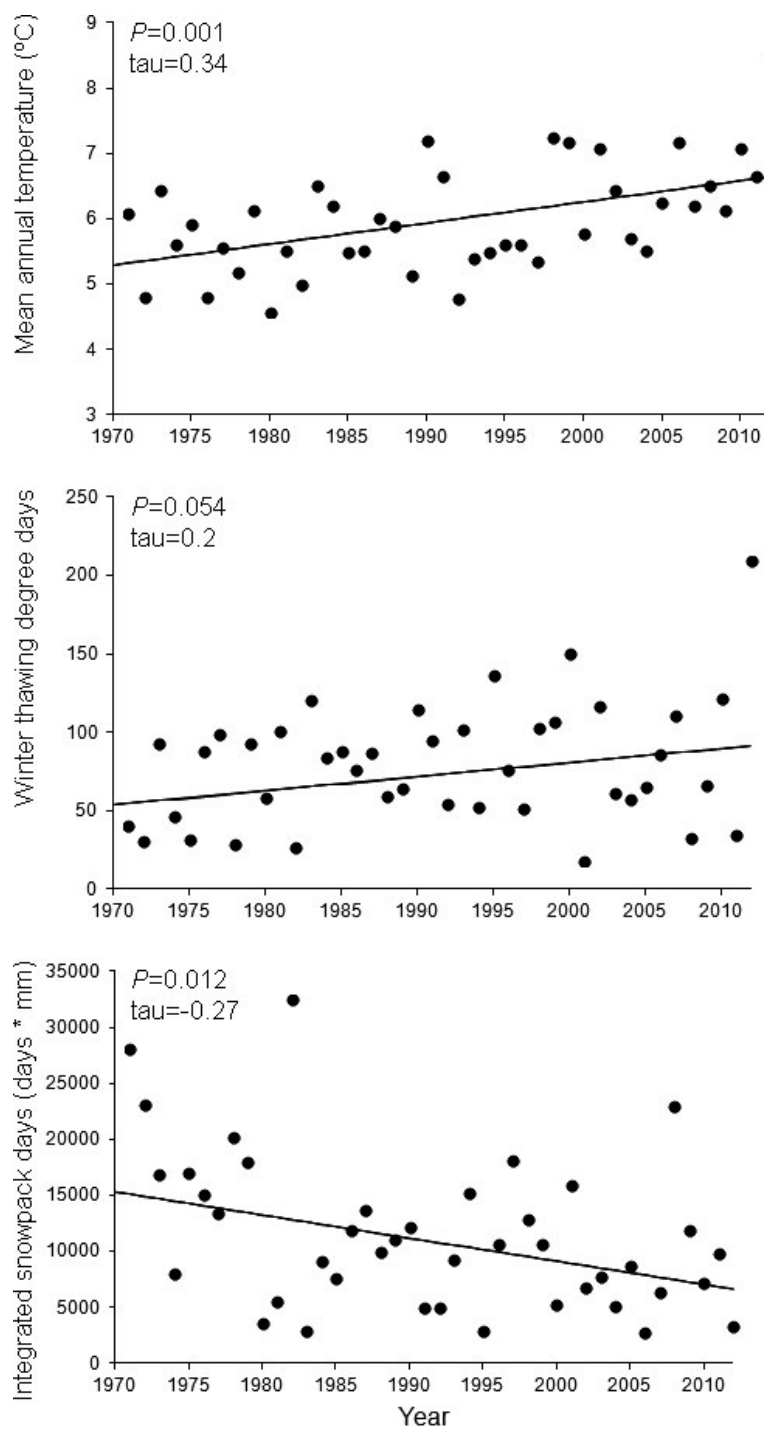 P=0.001
tau=0.34
Mean annual temperature (ºC)
9
8
7
6
5
4
3
1970 1975 1980 1985 1990 1995 2000 2005 2010
P=0.054
tau=0.2
Winter thawing degree days
250
200
150
100
50
0
1970 1975 1980 1985 1990 1995 2000 2005 2010
P=0.012
tau=-0.27
Integrated snowpack days (days * mm)
35000
30000
25000
20000
15000
10000
5000
0
1970 1975 1980 1985 1990 1995 2000 2005 2010
Year